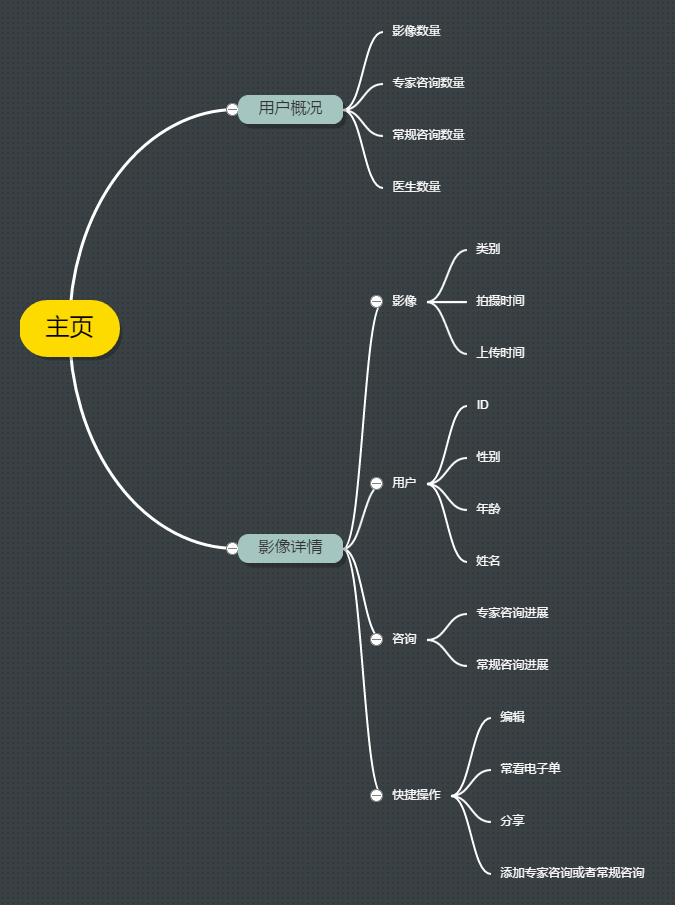 主页
用户概况
影像数量
专家咨询数量
常规咨询数量
医生数量
影像详情
影像
类别
拍摄时间
上传时间
用户
ID
性别
年龄
姓名
咨询
专家咨询进展
常规咨询进展
快捷操作
编辑
常看电子单
分享
添加专家咨询或者常规咨询